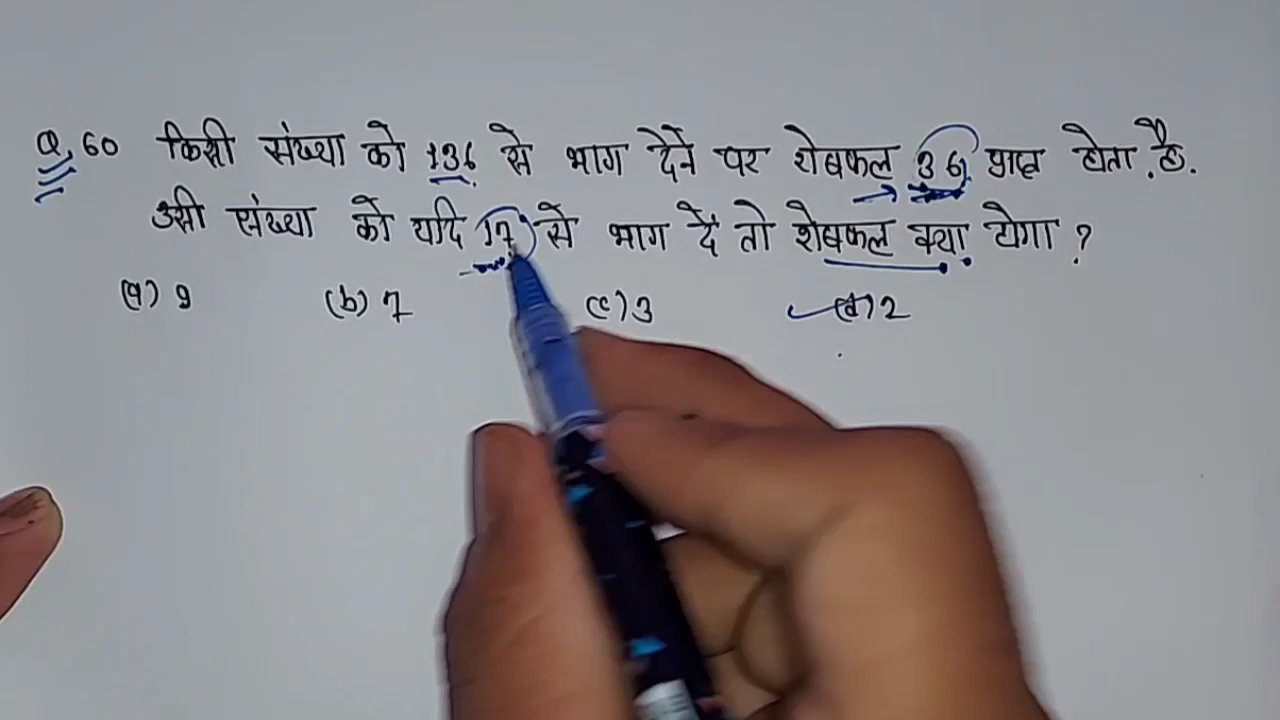 Q.60 किसी संख्या को 136 से भाग देने पर शेषफल 36 प्राप्त होता है.
उसी संख्या को यदि 17 से भाग दें तो शेषफल क्या होगा ?
(a) 9 (b) 7 (c) 3 (d) 2